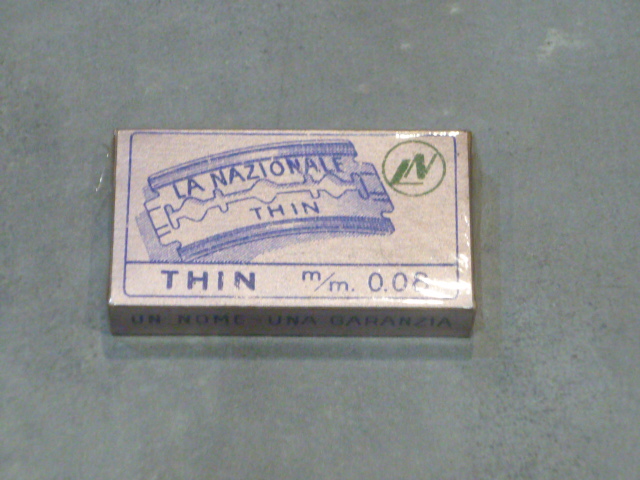 LA NAZIONALE
THIN
THIN m/m. 0.08
UN NOME UNA GARANZIA